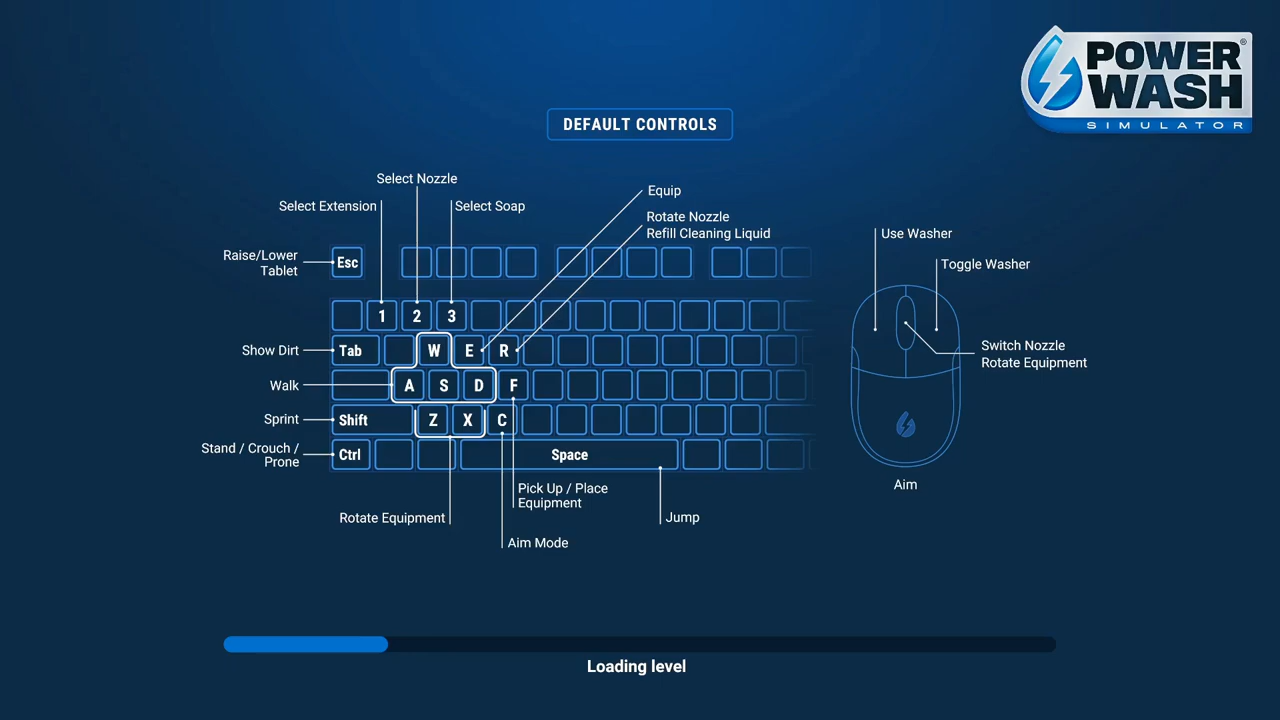 POWER
WASH®
SIMULATOR
DEFAULT CONTROLS
Select Nozzle
Select Extension
Select Soap
Equip
Rotate Nozzle
Refill Cleaning Liquid
Raise/Lower
Tablet
Esc
1 2 3
Show Dirt
Tab W E R
Walk
A S D F
Sprint
Shift Z X C
Stand / Crouch /
Prone
Ctrl Space
Rotate Equipment
Pick Up / Place
Equipment
Aim Mode
Jump
Use Washer
Toggle Washer
Switch Nozzle
Rotate Equipment
Aim
Loading level